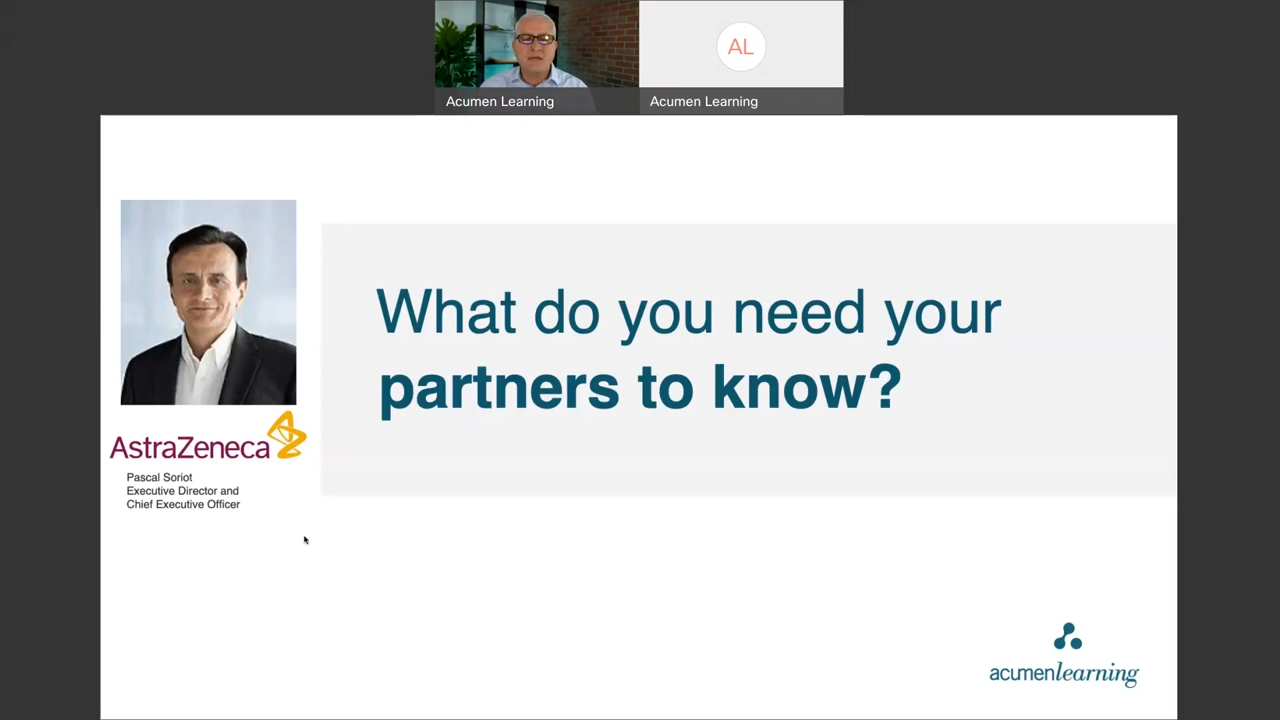 Acumen Learning
AL
Acumen Learning
What do you need your
partners to know?
AstraZeneca
Pascal Soriot
Executive Director and
Chief Executive Officer
acumenlearning